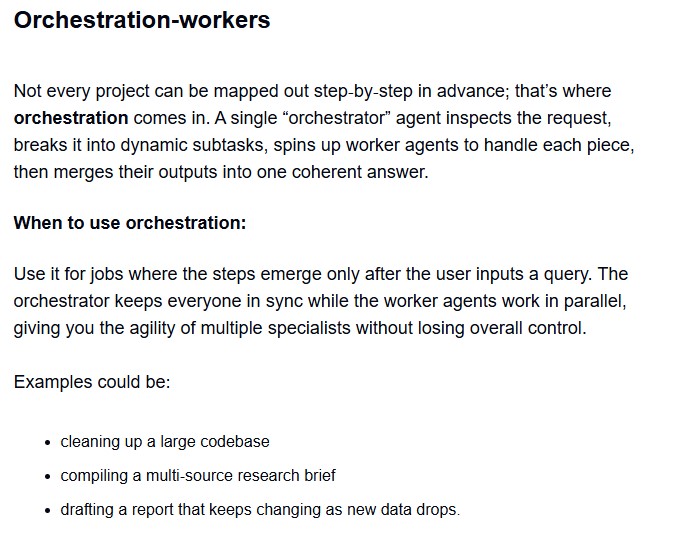 Orchestration-workers
Not every project can be mapped out step-by-step in advance; that’s where
orchestration comes in. A single “orchestrator” agent inspects the request,
breaks it into dynamic subtasks, spins up worker agents to handle each piece,
then merges their outputs into one coherent answer.
When to use orchestration:
Use it for jobs where the steps emerge only after the user inputs a query. The
orchestrator keeps everyone in sync while the worker agents work in parallel,
giving you the agility of multiple specialists without losing overall control.
Examples could be:
• cleaning up a large codebase
• compiling a multi-source research brief
• drafting a report that keeps changing as new data drops.